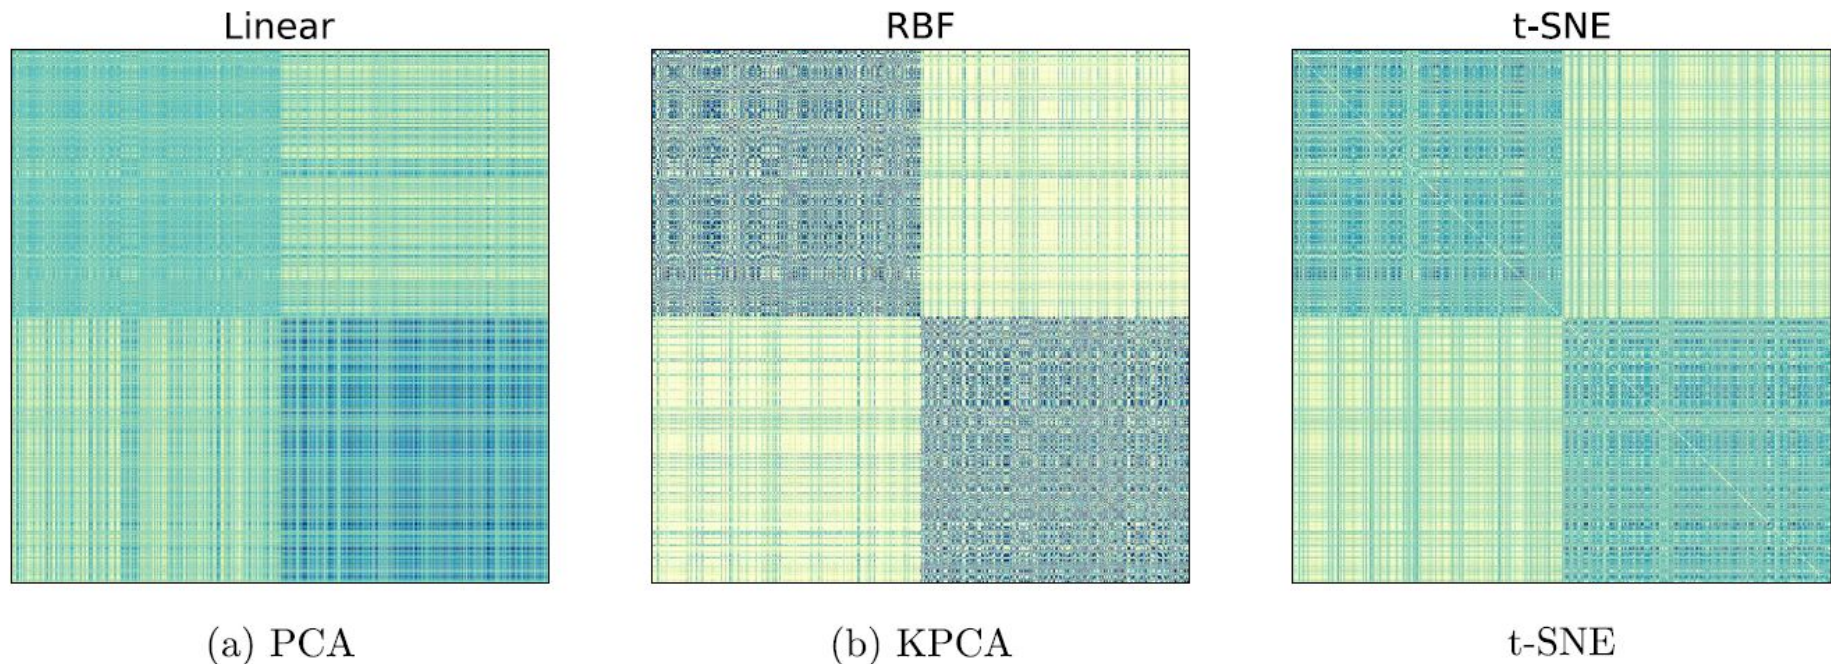 Linear
RBF
t-SNE
(a) PCA
(b) KPCA
t-SNE